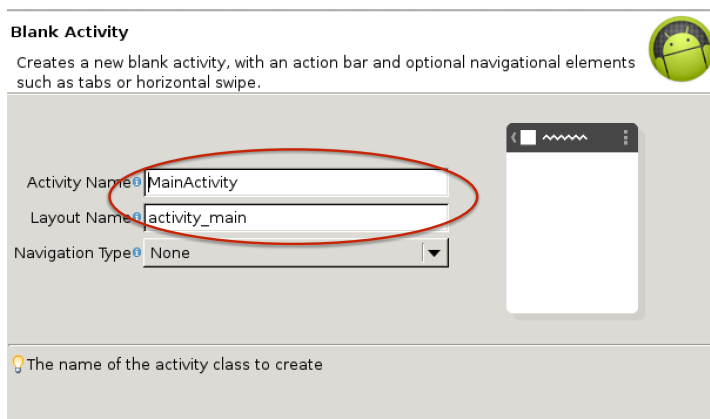 Blank Activity
Creates a new blank activity, with an action bar and optional navigational elements
such as tabs or horizontal swipe.
Activity Name MainActivity
Layout Name activity_main
Navigation Type None
The name of the activity class to create